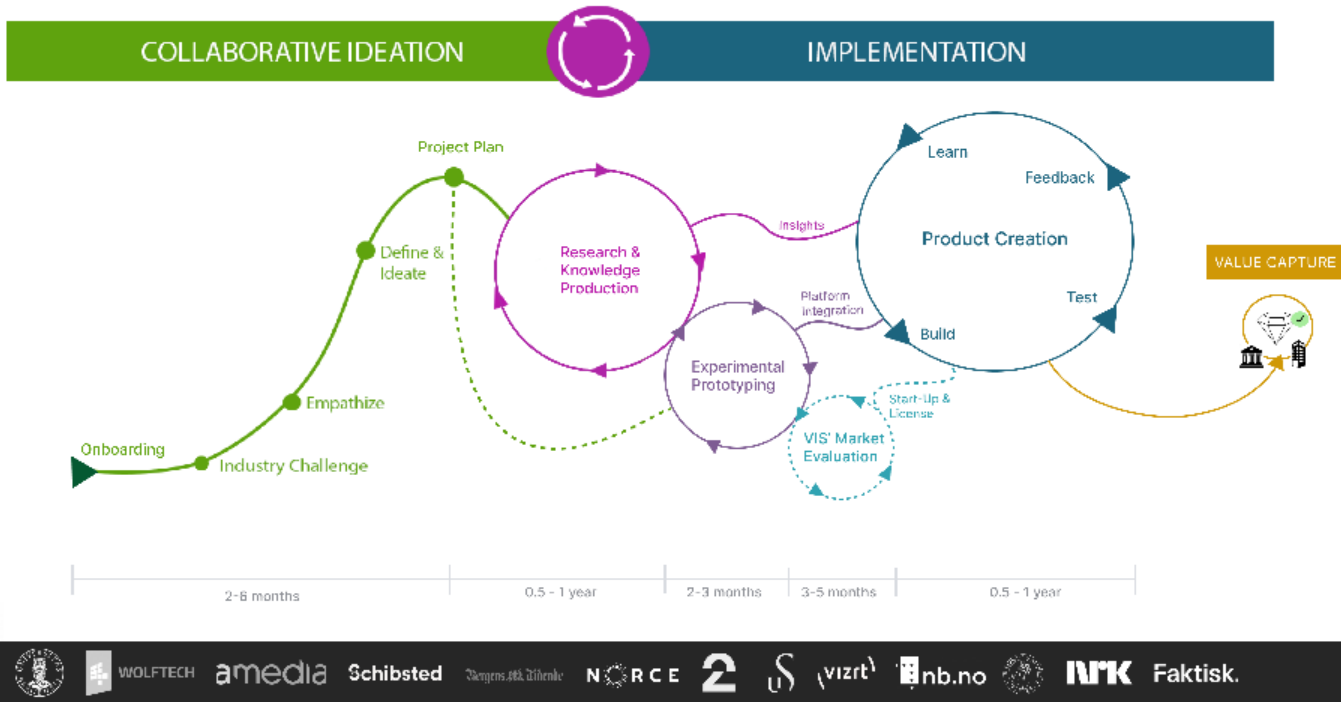 COLLABORATIVE IDEATION
IMPLEMENTATION
Project Plan
Define &
Ideate
Empathize
Onboarding
Industry Challenge
Research &
Knowledge
Production
Insights
Experimental
Prototyping
Platform
Integration
VIS' Market
Evaluation
Start-Up &
License
Learn
Feedback
Product Creation
Test
Build
VALUE CAPTURE
2-6 months
0.5 - 1 year
2-3 months
3-5 months
0.5 - 1 year
WOLFTECH
amedia
Schibsted
NORCE
2
US
vizrt
nb.no
NRK
Faktisk.